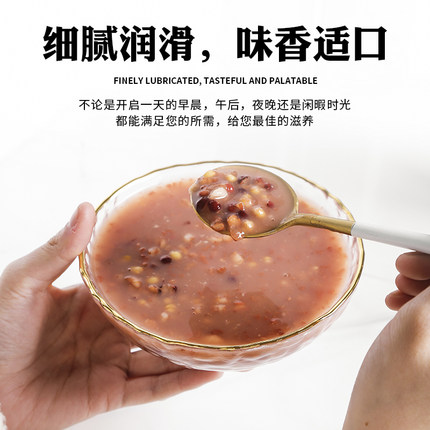 细腻润滑，味香适口
FINELY LUBRICATED, TASTEFUL AND PALATABLE
不论是开启一天的早晨，午后，夜晚还是闲暇时光
都能满足您的所需，给您最佳的滋养